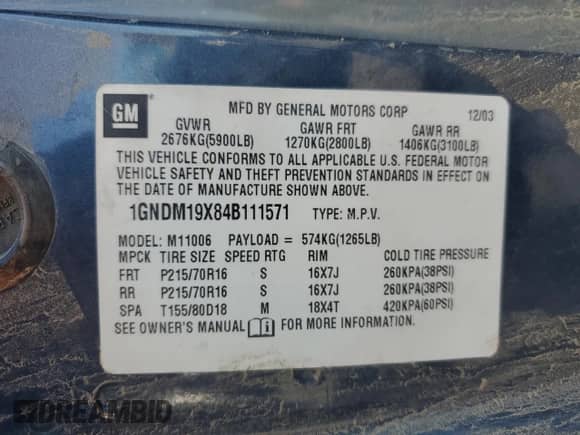 GM
MFD BY GENERAL MOTORS CORP 12/03
GVWR GAWR FRT GAWR RR
2676KG(5900LB) 1270KG(2800LB) 1406KG(3100LB)
THIS VEHICLE CONFORMS TO ALL APPLICABLE U.S. FEDERAL MOTOR
VEHICLE SAFETY AND THEFT PREVENTION STANDARDS IN EFFECT ON
THE DATE OF MANUFACTURE SHOWN ABOVE.
1GNDM19X84B111571 TYPE: M.P.V.
MODEL: M11006 PAYLOAD = 574KG(1265LB)
MPCK TIRE SIZE SPEED RTG RIM COLD TIRE PRESSURE
FRT P215/70R16 S 16X7J 260KPA(38PSI)
RR P215/70R16 S 16X7J 260KPA(38PSI)
SPA T155/80D18 M 18X4T 420KPA(60PSI)
SEE OWNER'S MANUAL FOR MORE INFORMATION.
DREAMBID